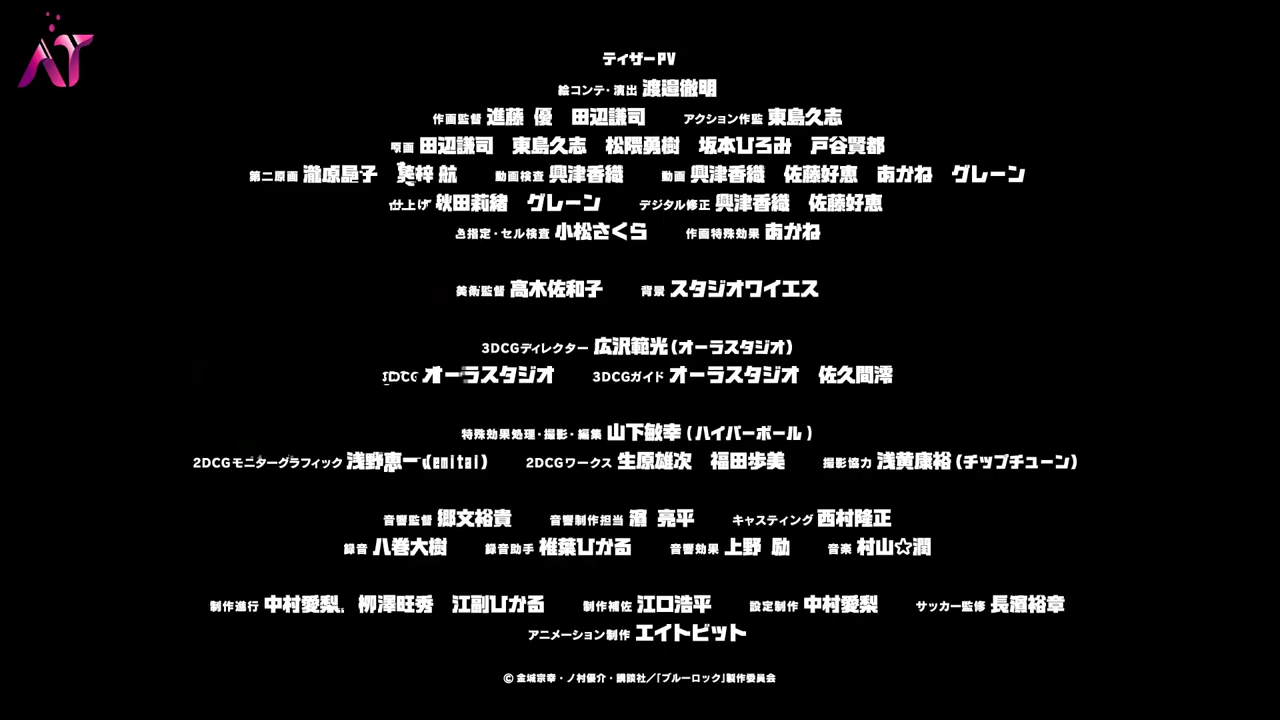 AT
テイザーPV
絵コンテ・演出 渡邉徹明
作画監督 進藤 優 田辺謙司 アクション作監 東島久志
原画 田辺謙司 東島久志 松隈勇樹 坂本ひろみ 戸谷賢都
第二原画 航 動画検査 興津香織 動画 興津香織 佐藤好恵 あかね グレーン
仕上げ 秋田莉緒 グレーン デジタル修正 興津香織 佐藤好恵
色指定・セル検査 小松さくら 作画特殊効果 あかね
美術監督 高木佐和子 背景 スタジオワイエス
3DCGディレクター 広沢範光(オーラスタジオ)
3DCG オーラスタジオ 3DCGガイド オーラスタジオ 佐久間澪
特殊効果処理・撮影・編集 山下敏幸(ハイパーボール)
2DCGモニターグラフィック 浅野恵一 2DCGワークス 生原雄次 福田歩美 撮影協力 浅黄康裕(チップチューン)
音響監督 郷文裕貴 音響制作担当 濱 亮平 キャスティング 西村隆正
録音 八巻大樹 録音助手 椎葉ひかる 音響効果 上野 励 音楽 村山☆潤
制作進行 中村愛梨、 柳澤旺秀 江副ひかる 制作補佐 江口浩平 設定制作 中村愛梨 サッカー監修 長濱裕章
アニメーション制作 エイトビット
© 金城宗幸・ノ村優介・講談社／「ブルーロック」製作委員会